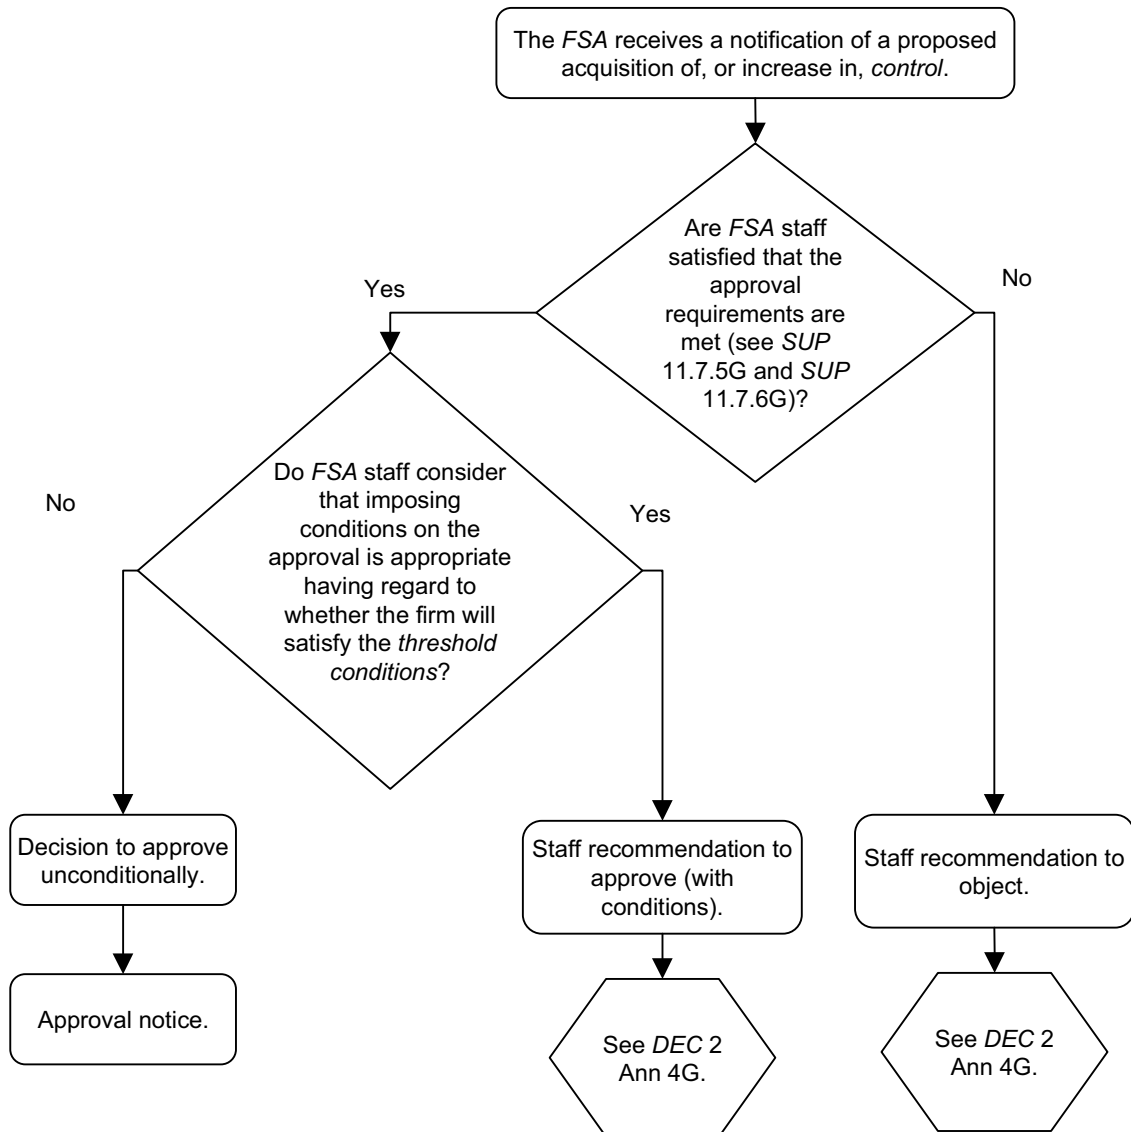 The FSA receives a notification of a proposed
acquisition of, or increase in, control.
Are FSA staff
satisfied that the
approval
requirements are
met (see SUP
11.7.5G and SUP
11.7.6G)?
Yes
No
Do FSA staff consider
that imposing
conditions on the
approval is appropriate
having regard to
whether the firm will
satisfy the threshold
conditions?
No
Yes
Decision to approve
unconditionally.
Staff recommendation to
approve (with
conditions).
Staff recommendation to
object.
Approval notice.
See DEC 2
Ann 4G.
See DEC 2
Ann 4G.